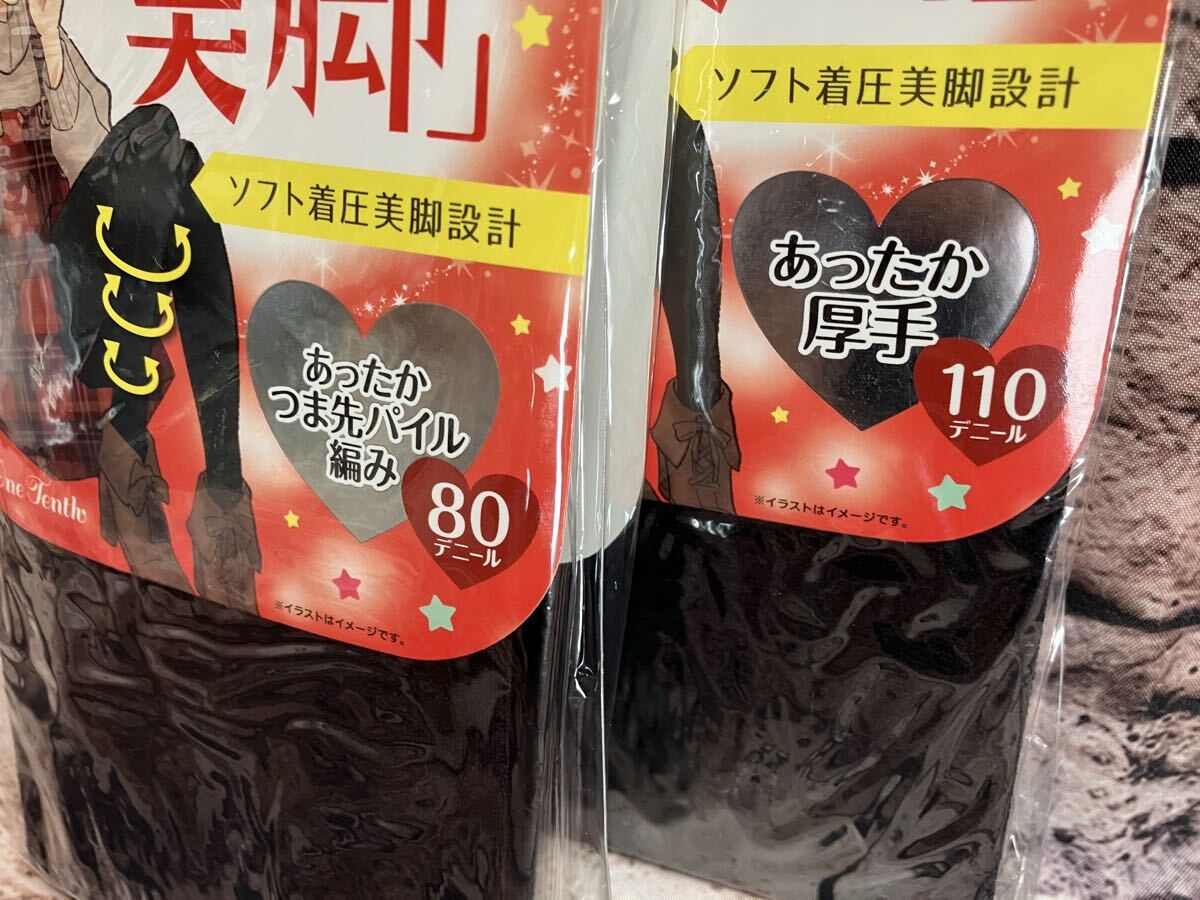 美脚」
ソフト着圧美脚設計
あったか
つま先パイル
編み
80
デニール
One Tenth
※イラストはイメージです。
ソフト着圧美脚設計
あったか
厚手
110
デニール
※イラストはイメージです。